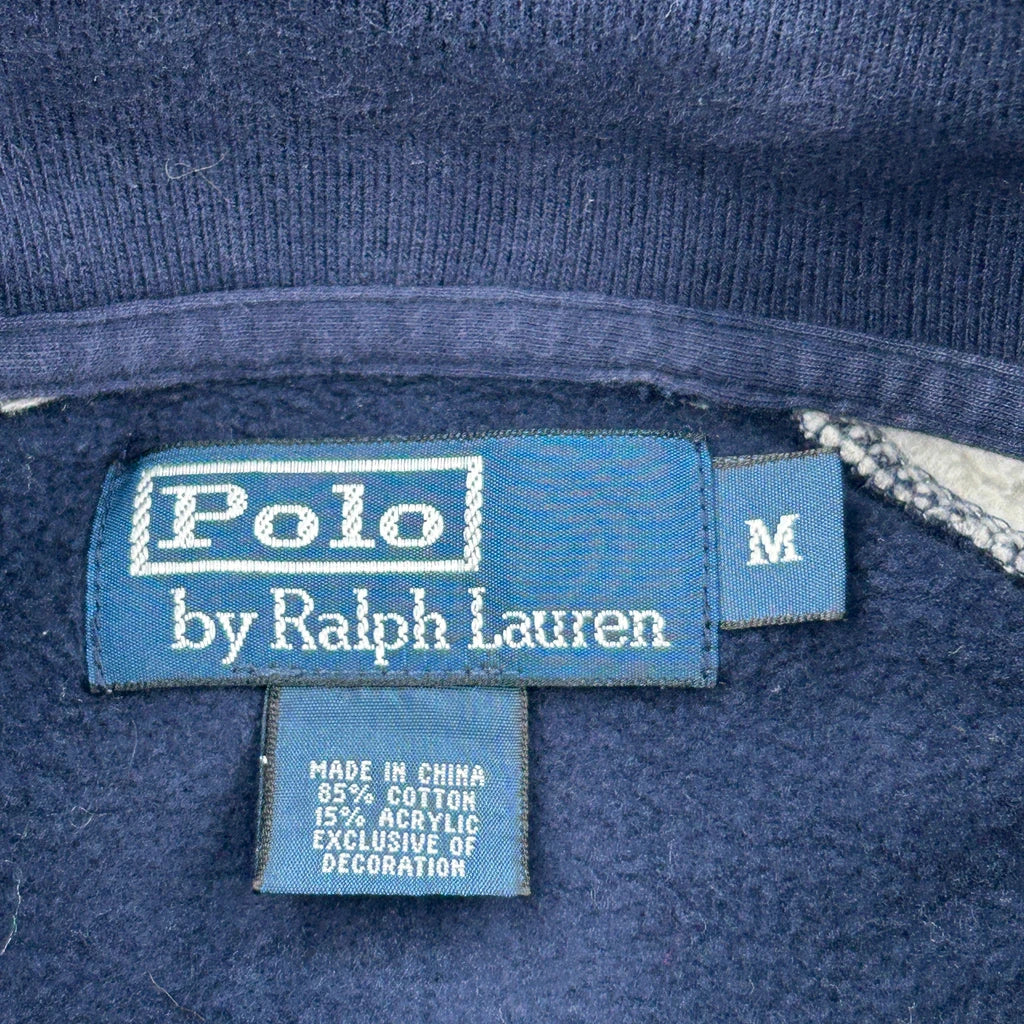 Polo
by Ralph Lauren
M
MADE IN CHINA
85% COTTON
15% ACRYLIC
EXCLUSIVE OF
DECORATION